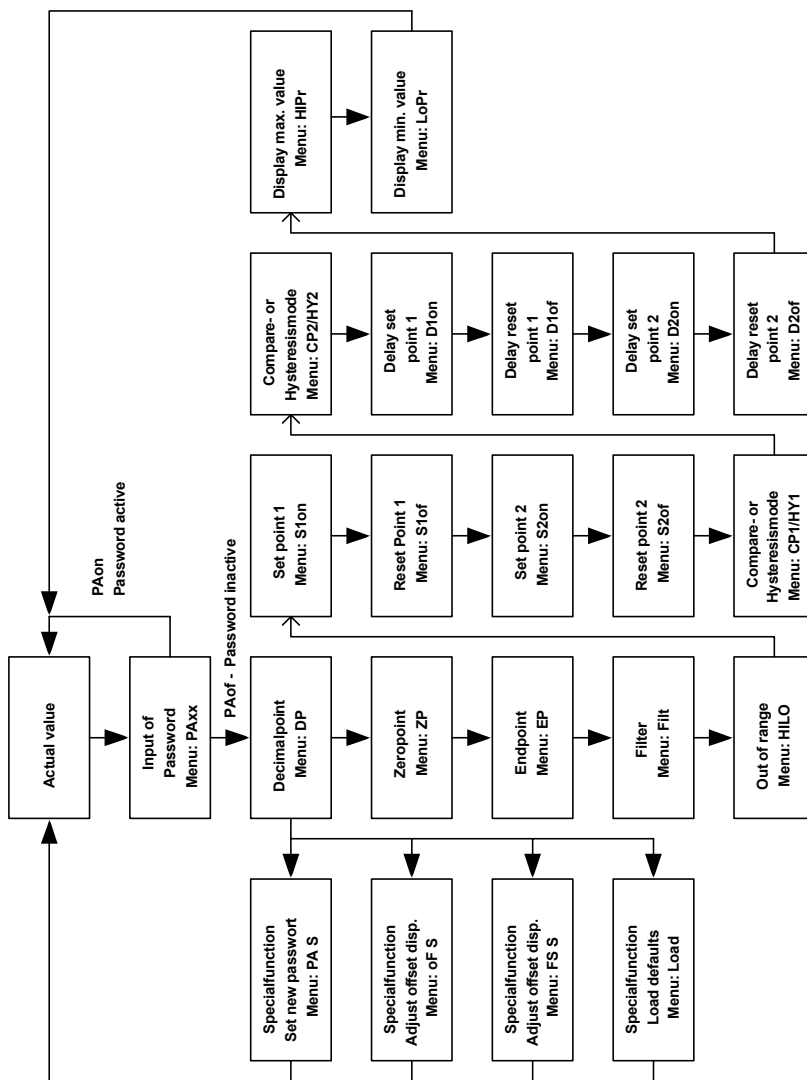 Actual value
Input of
Password
Menu: PAxx
PAon
Password active
PAof - Password inactive
Decimalpoint
Menu: DP
Zeropoint
Menu: ZP
Endpoint
Menu: EP
Filter
Menu: Filt
Out of range
Menu: HILO
Specialfunction
Set new passwort
Menu: PA S
Specialfunction
Adjust offset disp.
Menu: oF S
Specialfunction
Adjust offset disp.
Menu: FS S
Specialfunction
Load defaults
Menu: Load
Set point 1
Menu: S1on
Reset Point 1
Menu: S1of
Set point 2
Menu: S2on
Reset point 2
Menu: S2of
Compare- or
Hysteresismode
Menu: CP1/HY1
Compare- or
Hysteresismode
Menu: CP2/HY2
Delay set
point 1
Menu: D1on
Delay reset
point 1
Menu: D1of
Delay set
point 2
Menu: D2on
Delay reset
point 2
Menu: D2of
Display max. value
Menu: HIPr
Display min. value
Menu: LoPr